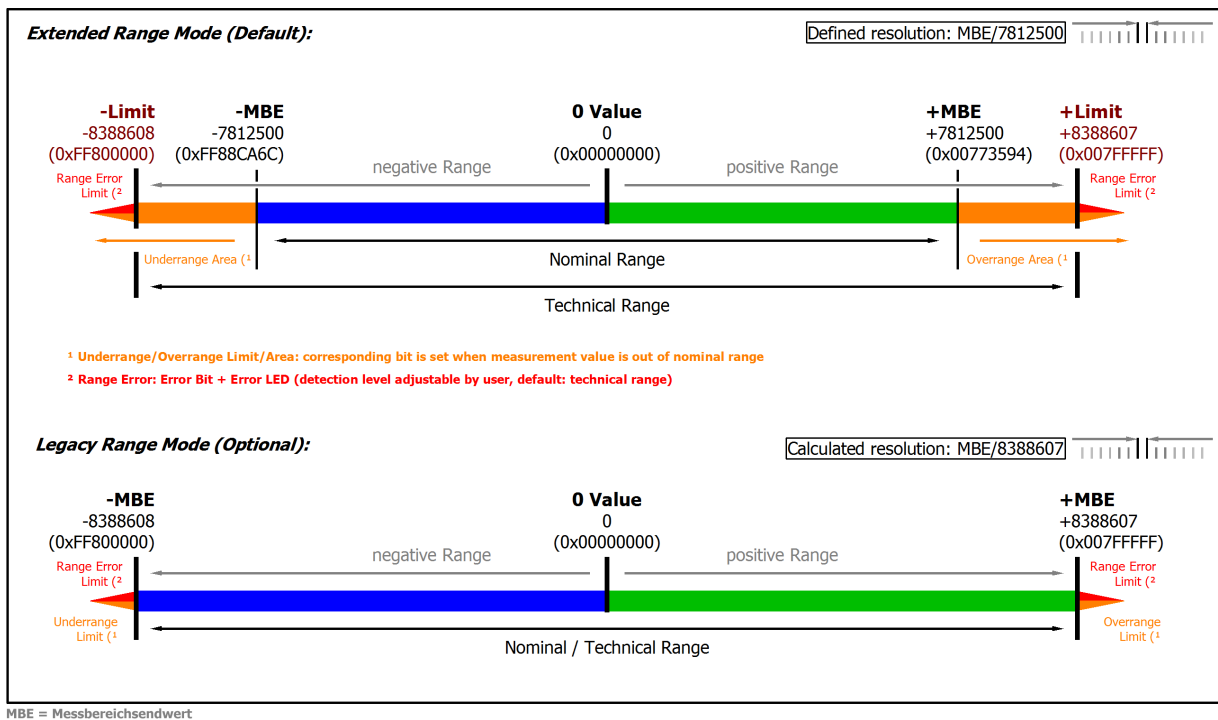 Extended Range Mode (Default):
Defined resolution: MBE/7812500
-Limit
-8388608
(0xFF800000)
-MBE
-7812500
(0xFF88CA6C)
0 Value
0
(0x00000000)
+MBE
+7812500
(0x00773594)
+Limit
+8388607
(0x007FFFFF)
negative Range
positive Range
Range Error
Limit (²
Range Error
Limit (²
Underrange Area (¹
Nominal Range
Overrange Area (¹
Technical Range
¹ Underrange/Overrange Limit/Area: corresponding bit is set when measurement value is out of nominal range
² Range Error: Error Bit + Error LED (detection level adjustable by user, default: technical range)
Legacy Range Mode (Optional):
Calculated resolution: MBE/8388607
-MBE
-8388608
(0xFF800000)
0 Value
0
(0x00000000)
+MBE
+8388607
(0x007FFFFF)
negative Range
positive Range
Range Error
Limit (²
Range Error
Limit (²
Underrange
Limit (¹
Overrange
Limit (¹
Nominal / Technical Range
MBE = Messbereichsendwert